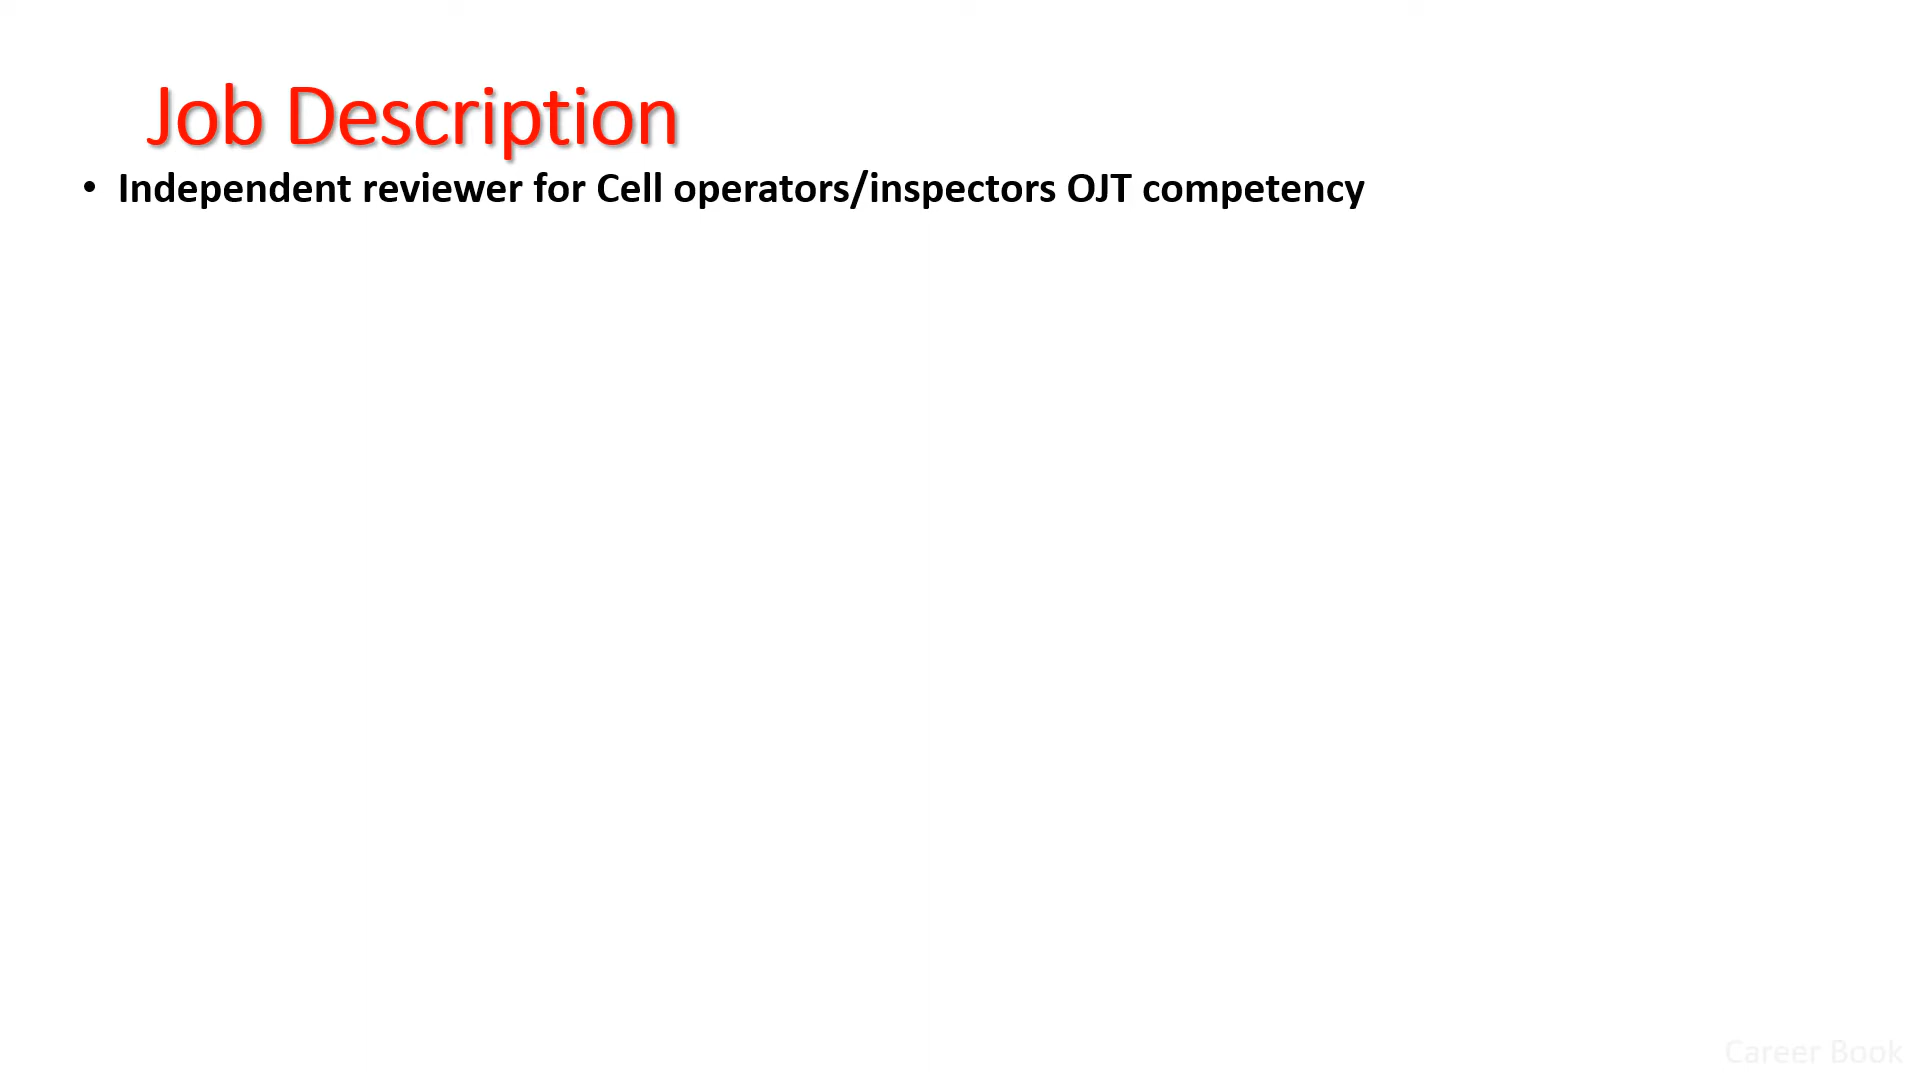 Job Description
• Independent reviewer for Cell operators/inspectors OJT competency
Career Book